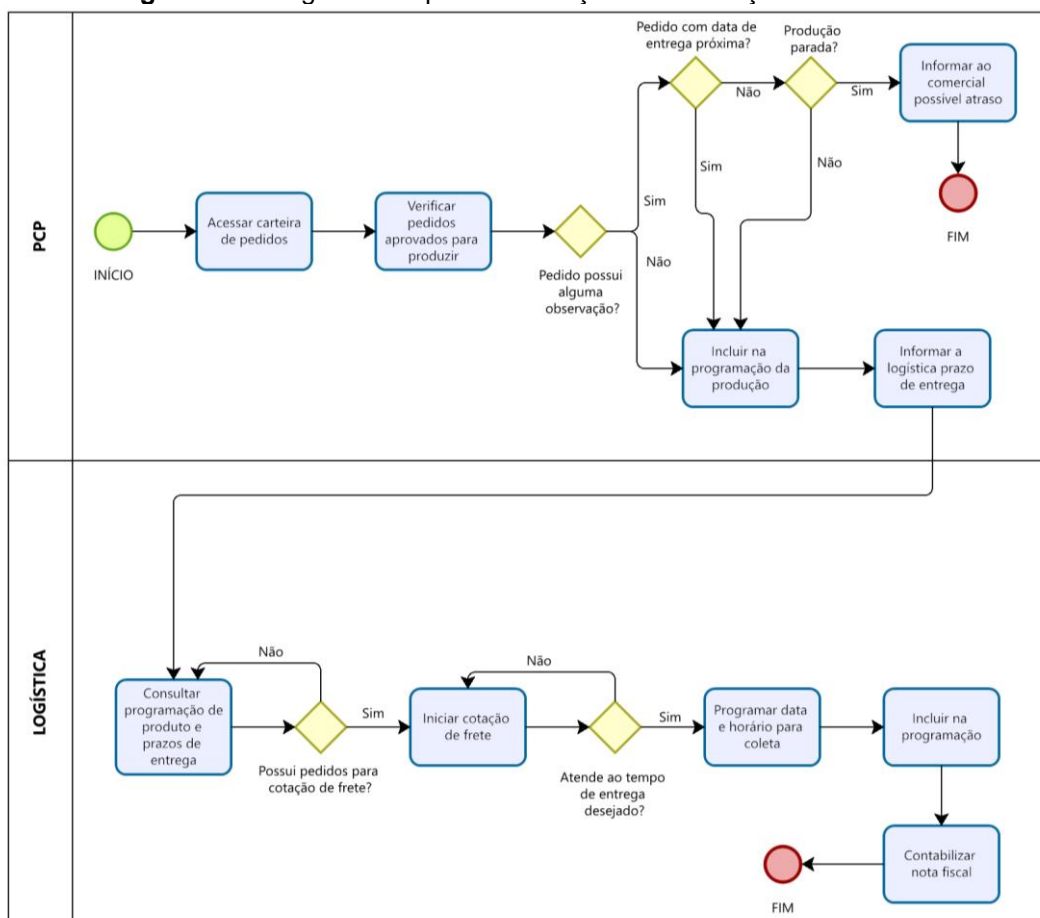 Pedido com data de
entrega próxima?
Produção
parada?
Informar ao
comercial
possível atraso
Não
Sim
Sim
Não
FIM
PCP
INÍCIO
Acessar carteira
de pedidos
Verificar
pedidos
aprovados para
produzir
Sim
Não
Pedido possui
alguma
observação?
Incluir na
programação da
produção
Informar a
logística prazo
de entrega
LOGÍSTICA
Não
Não
Consultar
programação de
produto e
prazos de
entrega
Sim
Possui pedidos para
cotação de frete?
Iniciar cotação
de frete
Sim
Atende ao tempo
de entrega
desejado?
Programar data
e horário para
coleta
Incluir na
programação
Contabilizar
nota fiscal
FIM